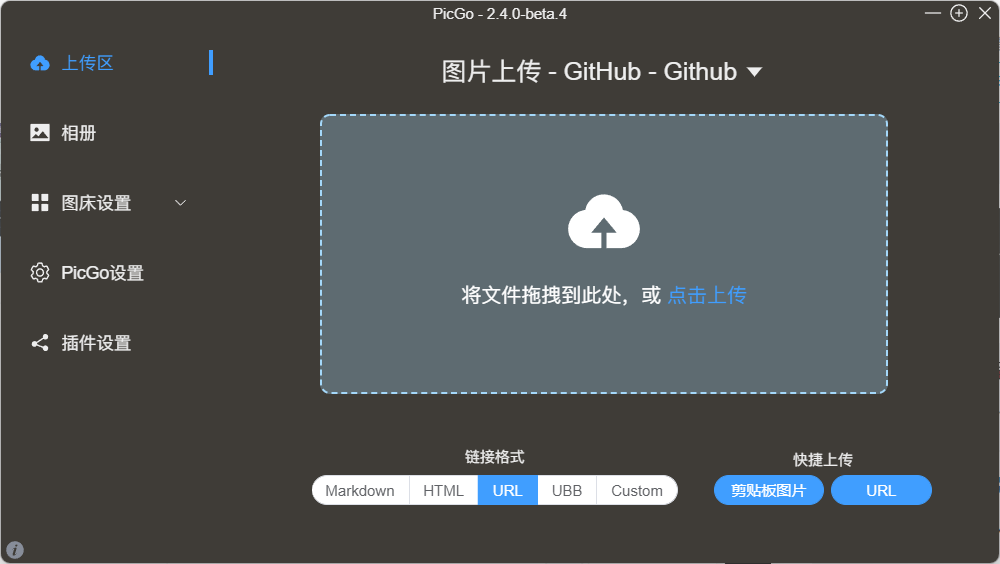 PicGo - 2.4.0-beta.4
上传区
相册
图床设置
PicGo设置
插件设置
图片上传 - GitHub - Github
将文件拖拽到此处，或 点击上传
链接格式
Markdown HTML URL UBB Custom
快捷上传
剪贴板图片 URL